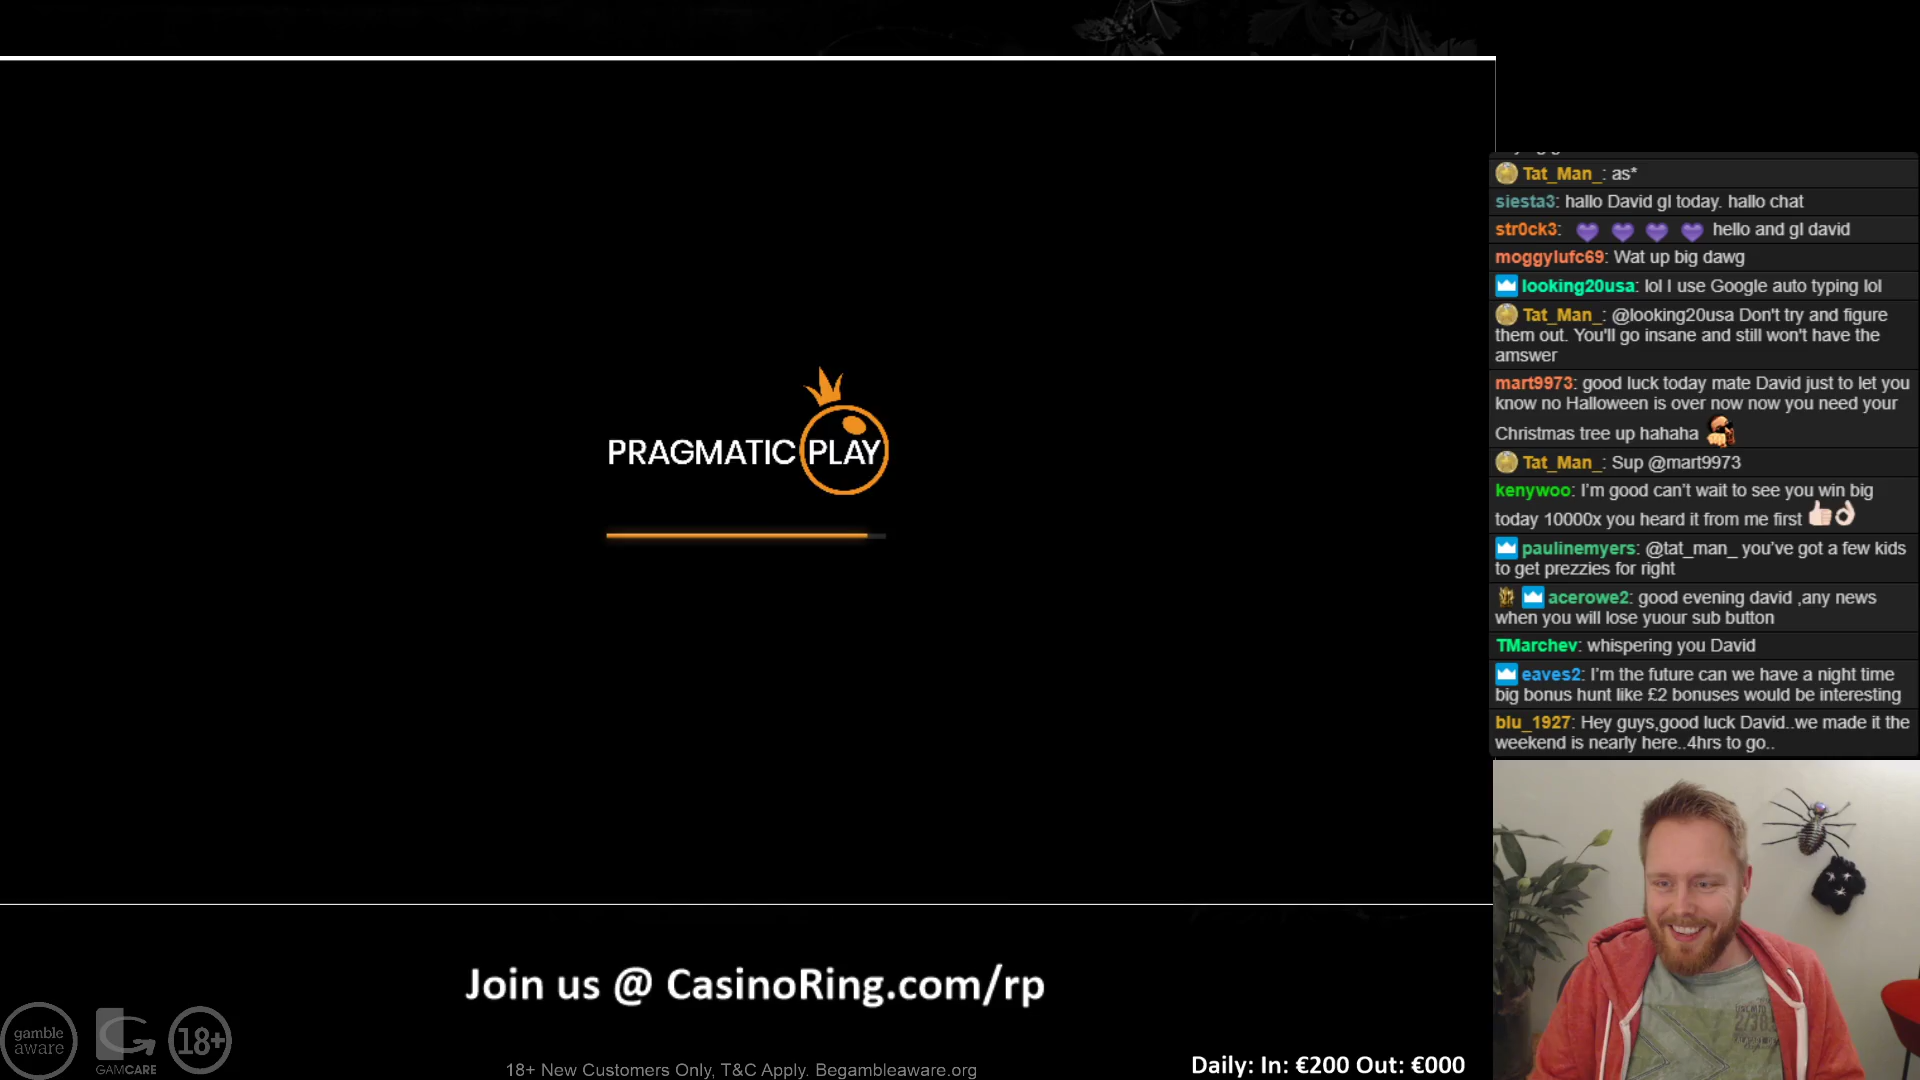 PRAGMATIC PLAY
Tat_Man_: as*
siesta3: hallo David gl today. hallo chat
str0ck3: hello and gl david
moggylufc69: Wat up big dawg
looking20usa: lol I use Google auto typing lol
Tat_Man_: @looking20usa Don't try and figure
them out. You'll go insane and still won't have the
amswer
mart9973: good luck today mate David just to let you
know no Halloween is over now now you need your
Christmas tree up hahaha
Tat_Man_: Sup @mart9973
kenywoo: I'm good can't wait to see you win big
today 10000x you heard it from me first
paulinemyers: @tat_man_ you've got a few kids
to get prezzies for right
acerowe2: good evening david ,any news
when you will lose yuour sub button
TMarchev: whispering you David
eaves2: I'm the future can we have a night time
big bonus hunt like £2 bonuses would be interesting
blu_1927: Hey guys,good luck David..we made it the
weekend is nearly here..4hrs to go..
Join us @ CasinoRing.com/rp
gamble
aware
GAMCARE
18+
18+ New Customers Only, T&C Apply. Begambleaware.org
Daily: In: €200 Out: €000